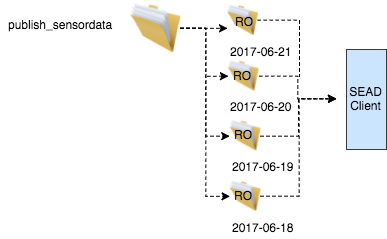 publish_sensordata
RO
2017-06-21
RO
2017-06-20
RO
2017-06-19
RO
2017-06-18
SEAD
Client